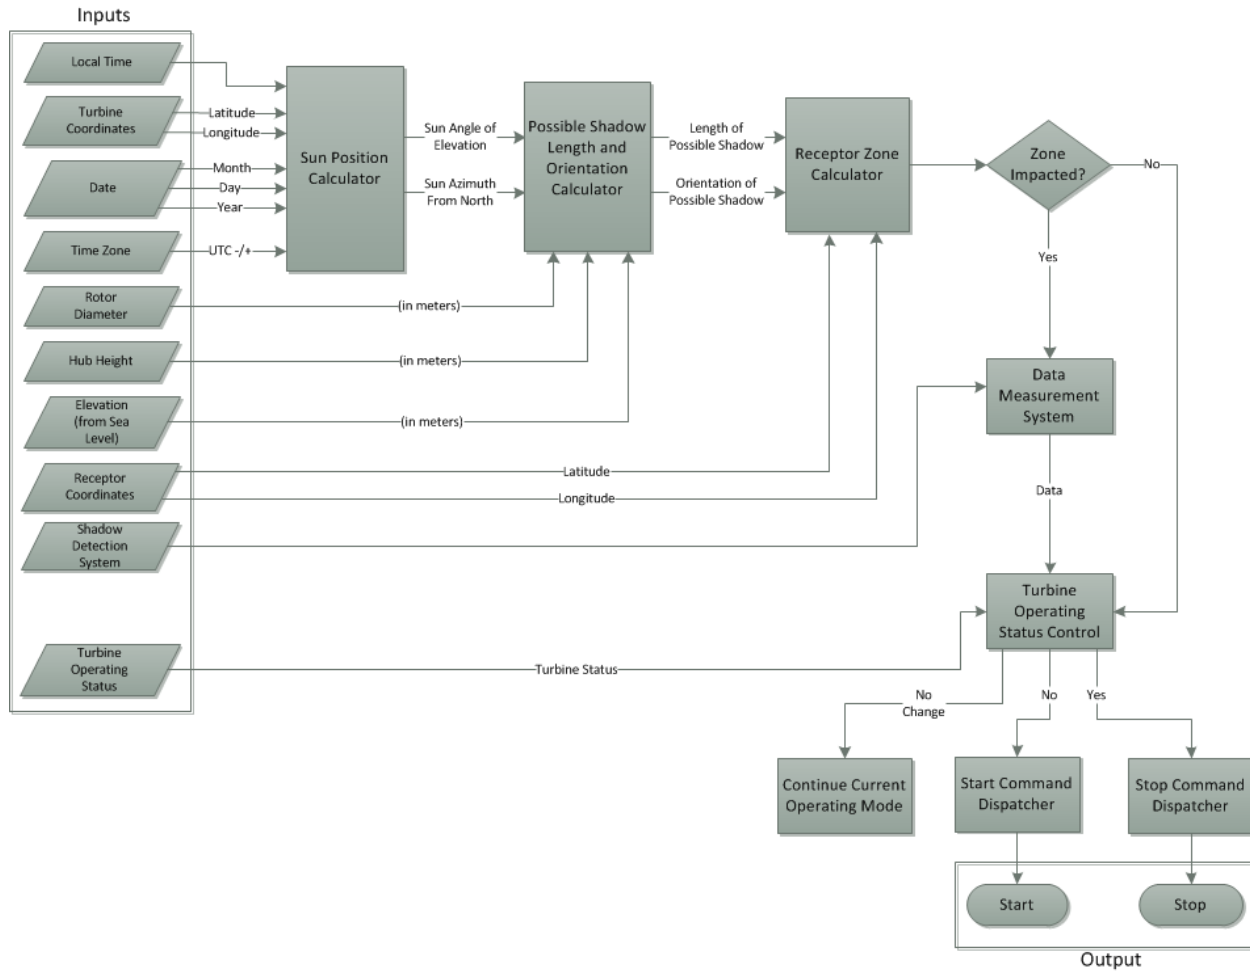 Inputs
Local Time
Turbine
Coordinates
Latitude
Longitude
Date
Month
Day
Year
Time Zone
UTC -/+
Rotor
Diameter
(in meters)
Hub Height
(in meters)
Elevation
(from Sea
Level)
(in meters)
Receptor
Coordinates
Latitude
Longitude
Shadow
Detection
System
Turbine
Operating
Status
Turbine Status
Sun Position
Calculator
Sun Angle of
Elevation
Sun Azimuth
From North
Possible Shadow
Length and
Orientation
Calculator
Length of
Possible Shadow
Orientation of
Possible Shadow
Receptor Zone
Calculator
Zone
Impacted?
No
Yes
Data
Measurement
System
Data
Turbine
Operating
Status Control
No
Change
No
Yes
Continue Current
Operating Mode
Start Command
Dispatcher
Stop Command
Dispatcher
Start
Stop
Output